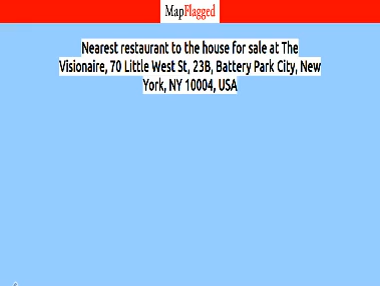 MapFlagged
Nearest restaurant to the house for sale at The
Visionaire, 70 Little West St, 23B, Battery Park City, New
York, NY 10004, USA